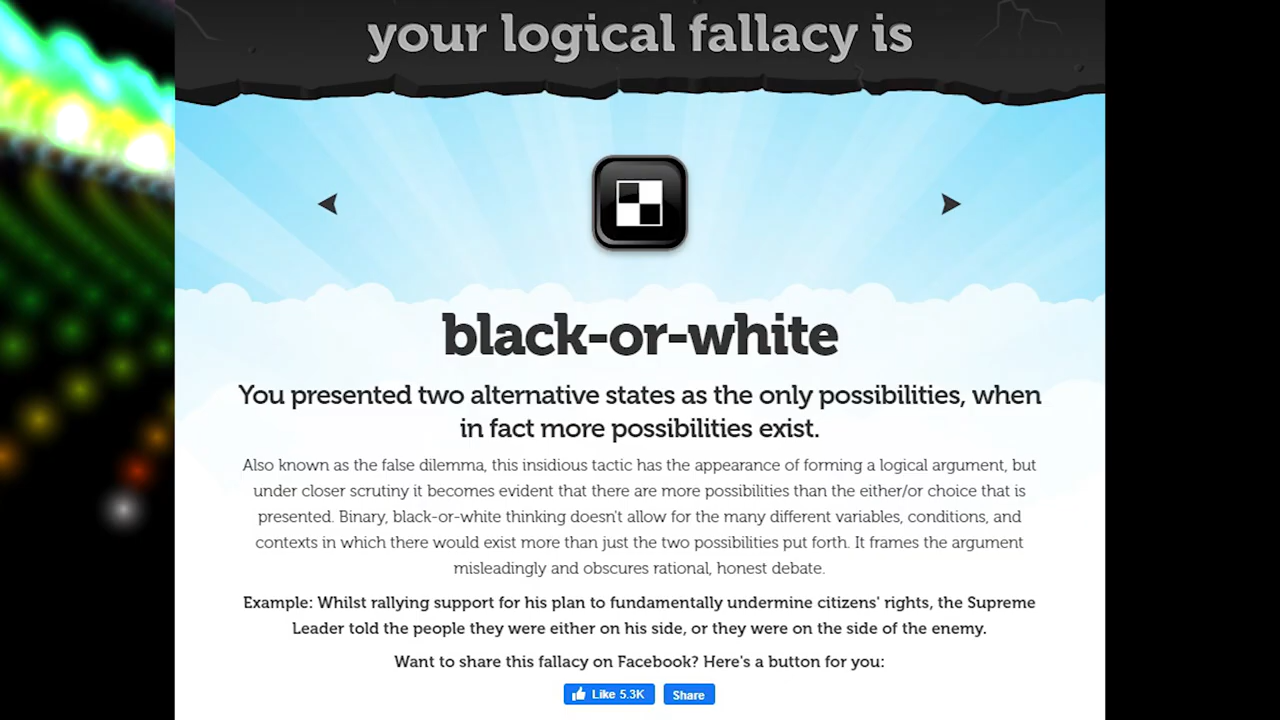 your logical fallacy is
black-or-white
You presented two alternative states as the only possibilities, when
in fact more possibilities exist.
Also known as the false dilemma, this insidious tactic has the appearance of forming a logical argument, but
under closer scrutiny it becomes evident that there are more possibilities than the either/or choice that is
presented. Binary, black-or-white thinking doesn't allow for the many different variables, conditions, and
contexts in which there would exist more than just the two possibilities put forth. It frames the argument
misleadingly and obscures rational, honest debate.
Example: Whilst rallying support for his plan to fundamentally undermine citizens' rights, the Supreme
Leader told the people they were either on his side, or they were on the side of the enemy.
Want to share this fallacy on Facebook? Here's a button for you:
Like 5.3K Share